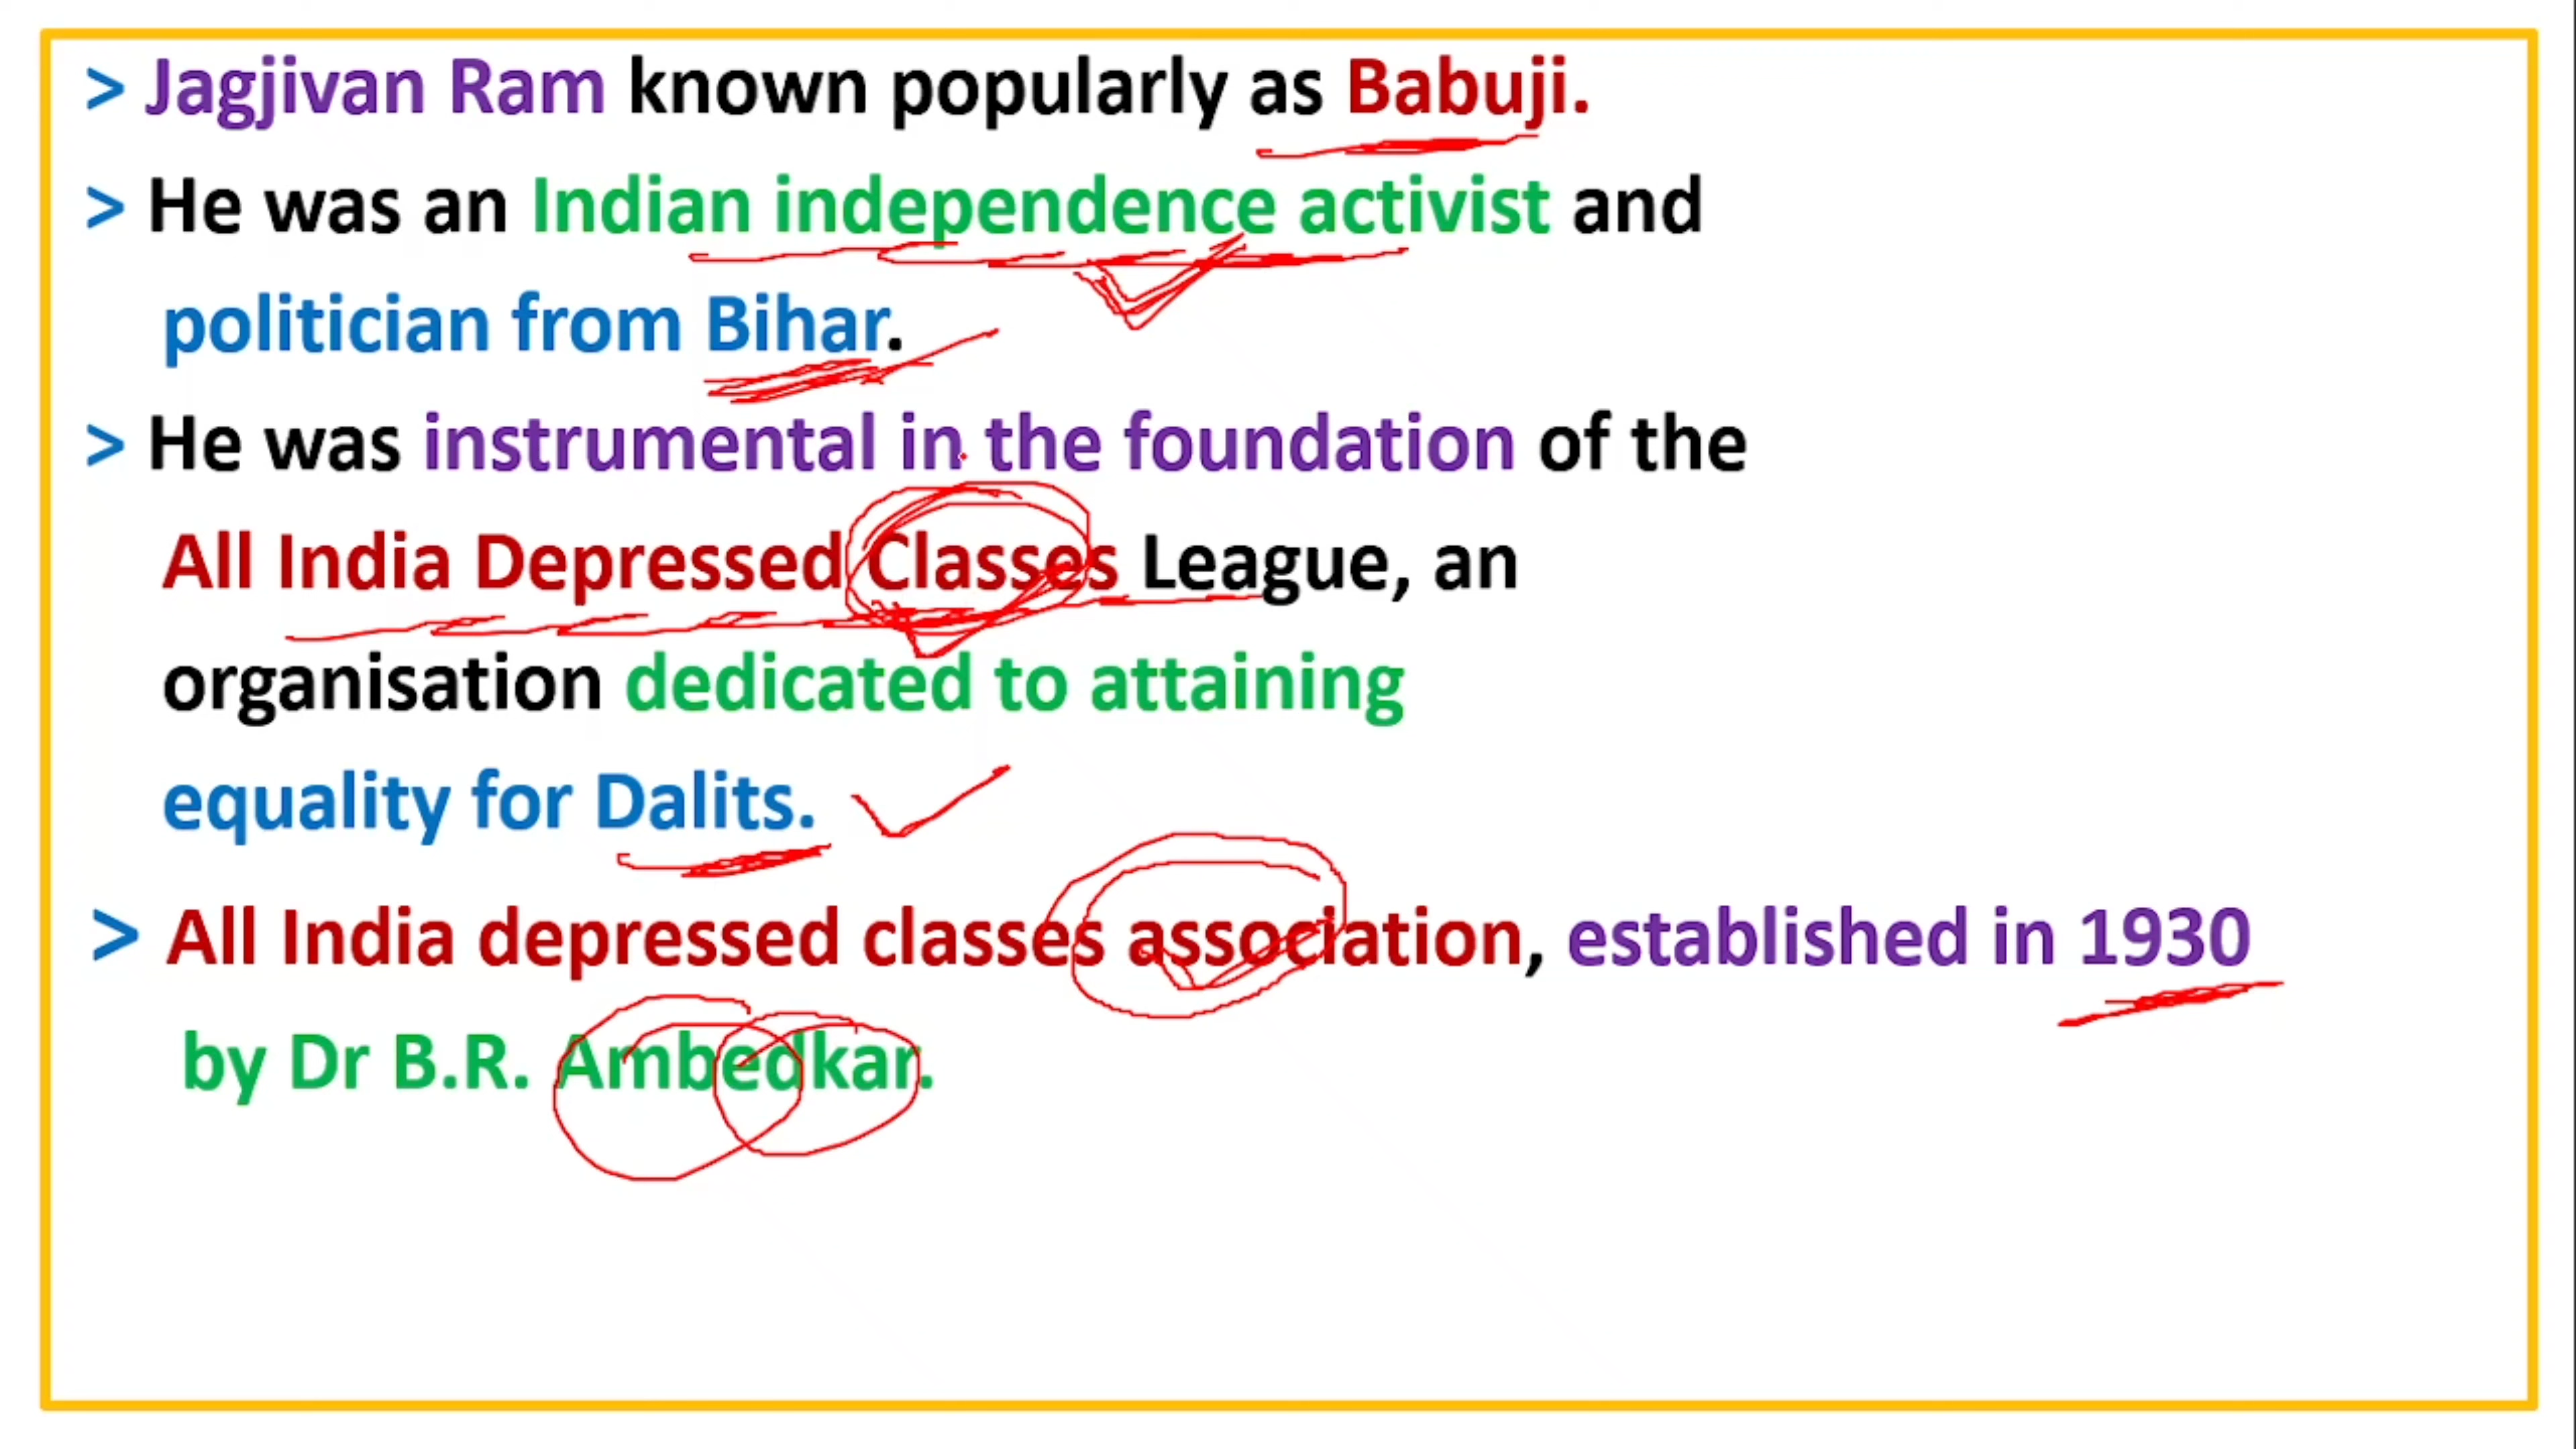 > Jagjivan Ram known popularly as Babuji.
> He was an Indian independence activist and
politician from Bihar.
> He was instrumental in the foundation of the
All India Depressed Classes League, an
organisation dedicated to attaining
equality for Dalits.
> All India depressed classes association, established in 1930
by Dr B.R. Ambedkar.